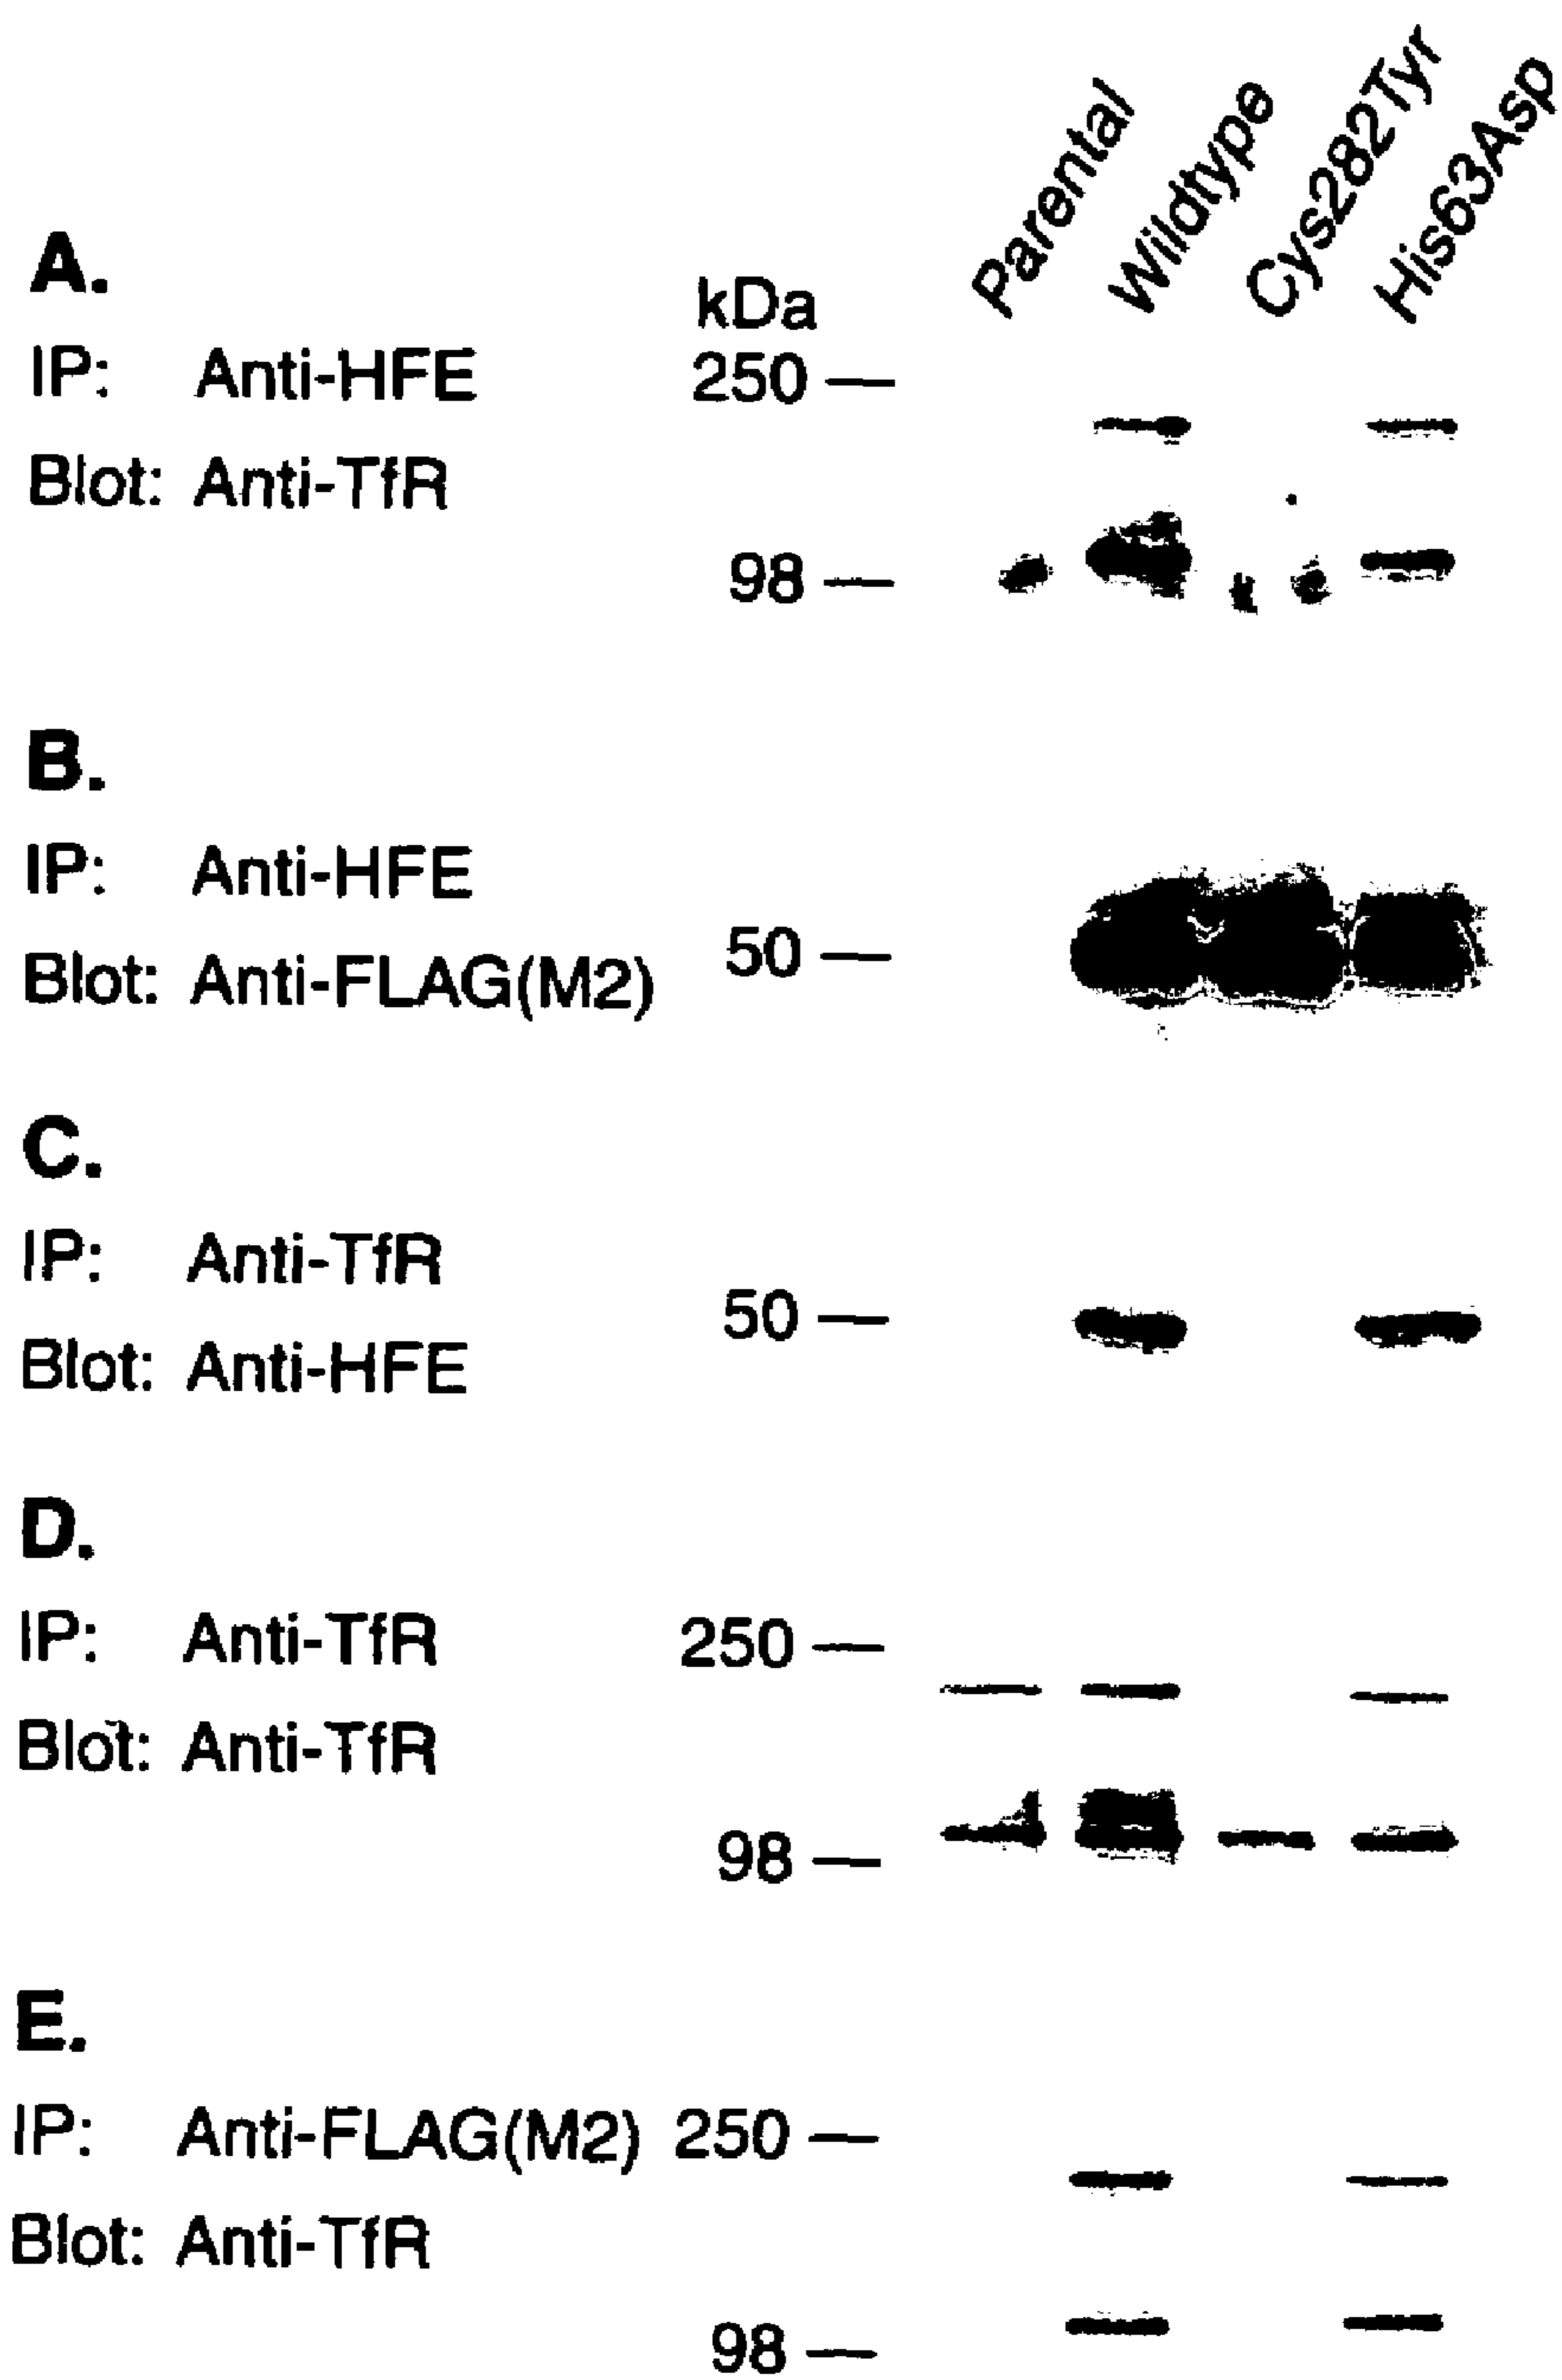 Parental Wildtype Cys282Tyr His63Asp
A.
kDa
IP: Anti-HFE 250
Blot: Anti-TfR
98
B.
IP: Anti-HFE
50
Blot: Anti-FLAG(M2)
C.
IP: Anti-TfR
50
Blot: Anti-HFE
D.
IP: Anti-TfR 250
Blot: Anti-TfR
98
E.
IP: Anti-FLAG(M2) 250
Blot: Anti-TfR
98